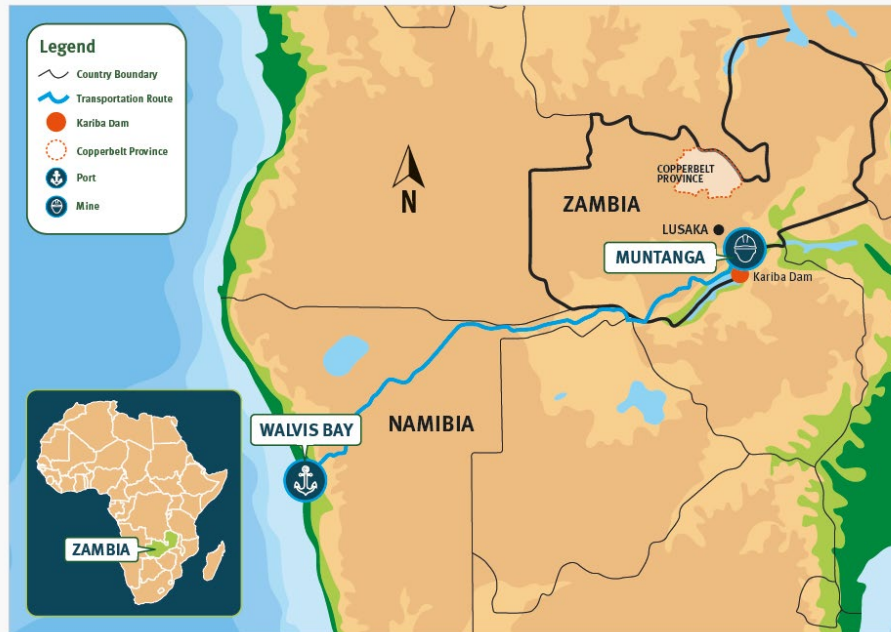 Legend
Country Boundary
Transportation Route
Kariba Dam
Copperbelt Province
Port
Mine
N
COPPERBELT
PROVINCE
ZAMBIA
LUSAKA
MUNTANGA
Kariba Dam
WALVIS BAY
NAMIBIA
ZAMBIA